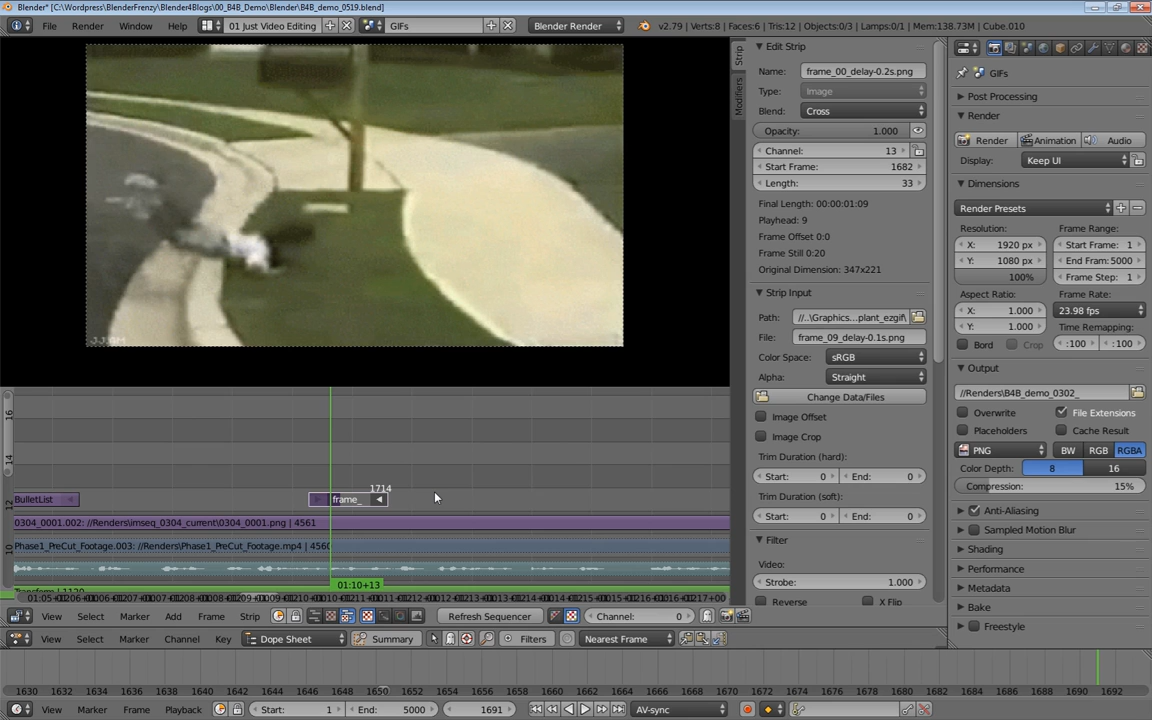 Blender* [C:\Wordpress\BlenderFrenzy\Blender4Blogs\00_B4B_Demo\Blender\B4B_demo_0519.blend]
File Render Window Help 01 Just Video Editing GIFs Blender Render v2.79 | Verts:8 | Faces:6 | Tris:12 | Objects:0/3 | Lamps:0/1 | Mem:138.73M | Cube.010
Strip
Modifiers
Edit Strip
Name: frame_00_delay-0.2s.png
Type: Image
Blend: Cross
Opacity: 1.000
Channel: 13
Start Frame: 1682
Length: 33
Final Length: 00:00:01:09
Playhead: 9
Frame Offset 0:0
Frame Still 0:20
Original Dimension: 347x221
Strip Input
Path: //..\Graphics...plant_ezgif\
File: frame_09_delay-0.1s.png
Color Space: sRGB
Alpha: Straight
Change Data/Files
Image Offset
Image Crop
Trim Duration (hard):
Start: 0 End: 0
Trim Duration (soft):
Start: 0 End: 0
Filter
Video:
Strobe: 1.000
Reverse X Flip
GIFs
Post Processing
Render
Render Animation Audio
Display: Keep UI
Dimensions
Render Presets
Resolution: Frame Range:
X: 1920 px Start Frame: 1
Y: 1080 px End Fram: 5000
100% Frame Step: 1
Aspect Ratio: Frame Rate:
X: 1.000 23.98 fps
Y: 1.000 Time Remapping:
Bord Crop :100 :100
Output
//Renders\B4B_demo_0302_
Overwrite File Extensions
Placeholders Cache Result
PNG BW RGB RGBA
Color Depth: 8 16
Compression: 15%
Anti-Aliasing
Sampled Motion Blur
Shading
Performance
Metadata
Bake
Freestyle
16
14
12
10
1714
BulletList frame_
0304_0001.002: //Renders\imseq_0304_current\0304_0001.png | 4561
Phase1_PreCut_Footage.003: //Renders\Phase1_PreCut_Footage.mp4 | 4560
01:10+13
Transform | 1120
View Select Marker Add Frame Strip Refresh Sequencer Channel: 0
View Select Marker Channel Key Dope Sheet Summary Filters Nearest Frame
1630 1632 1634 1636 1638 1640 1642 1644 1646 1648 1650 1652 1654 1656 1658 1660 1662 1664 1666 1668 1670 1672 1674 1676 1678 1680 1682 1684 1686 1688 1690 1692
View Marker Frame Playback Start: 1 End: 5000 1691 AV-sync